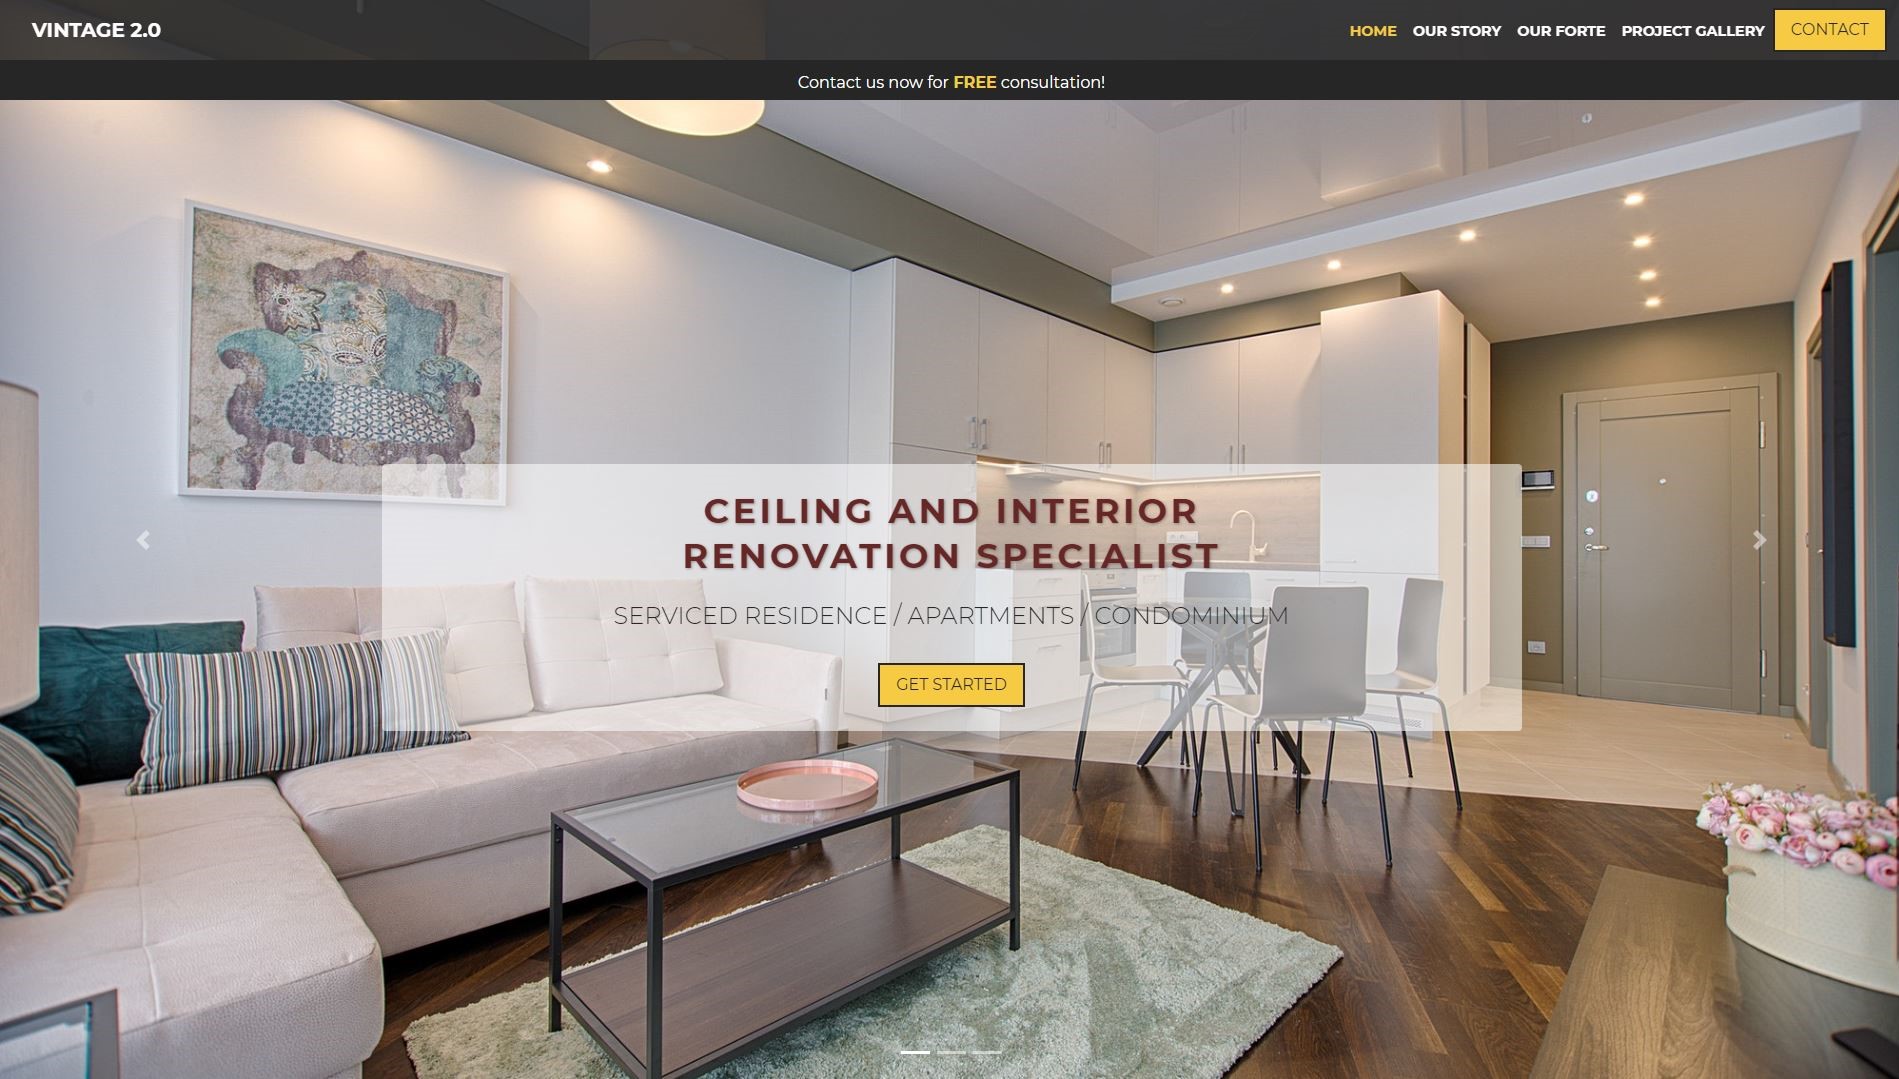 VINTAGE 2.0
HOME OUR STORY OUR FORTE PROJECT GALLERY CONTACT
Contact us now for FREE consultation!
CEILING AND INTERIOR
RENOVATION SPECIALIST
SERVICED RESIDENCE / APARTMENTS / CONDOMINIUM
GET STARTED